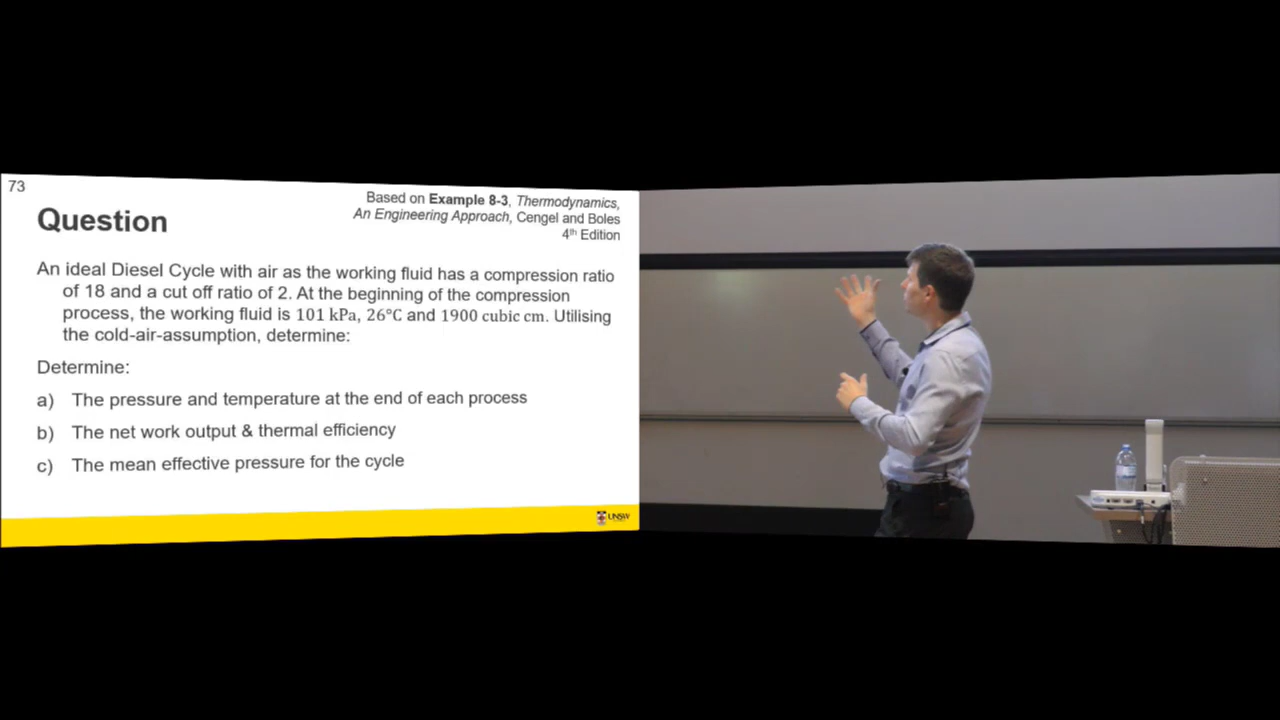 73
Based on Example 8-3, Thermodynamics,
An Engineering Approach, Cengel and Boles
4th Edition
Question
An ideal Diesel Cycle with air as the working fluid has a compression ratio
of 18 and a cut off ratio of 2. At the beginning of the compression
process, the working fluid is 101 kPa, 26°C and 1900 cubic cm. Utilising
the cold-air-assumption, determine:
Determine:
a) The pressure and temperature at the end of each process
b) The net work output & thermal efficiency
c) The mean effective pressure for the cycle
UNSW